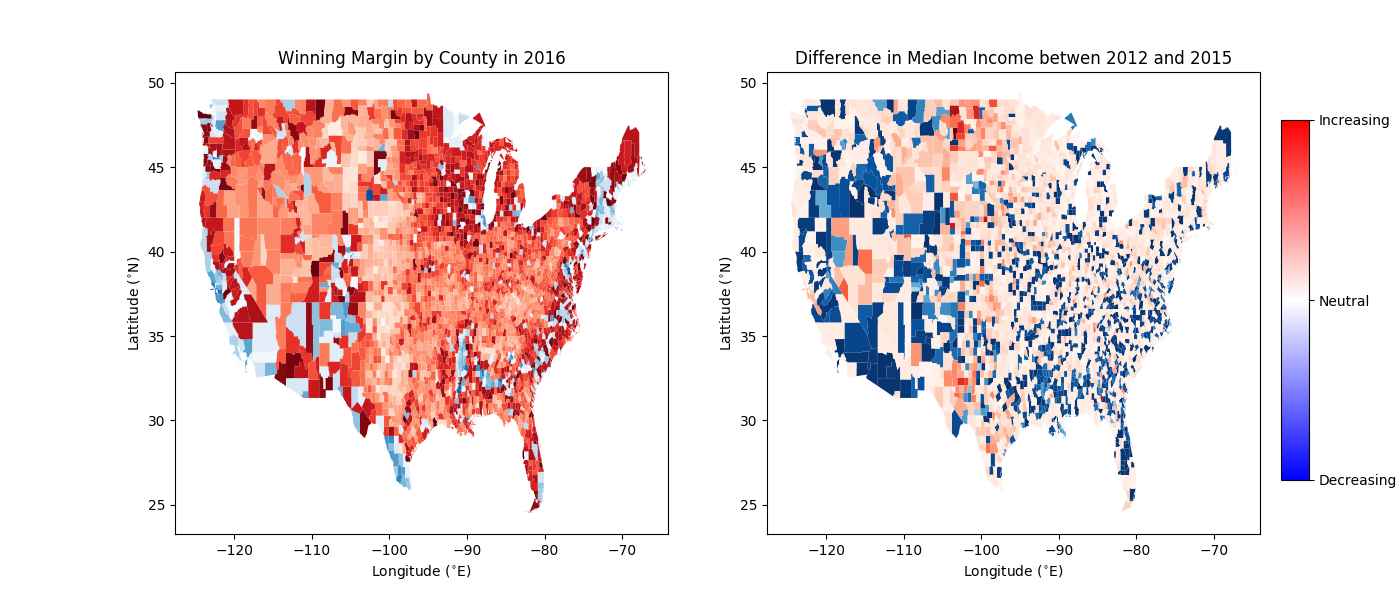 Winning Margin by County in 2016
50
45
40
35
30
25
Lattitude (°N)
−120
−110
−100
−90
−80
−70
Longitude (°E)
Difference in Median Income betwen 2012 and 2015
50
45
40
35
30
25
Lattitude (°N)
−120
−110
−100
−90
−80
−70
Longitude (°E)
Increasing
Neutral
Decreasing